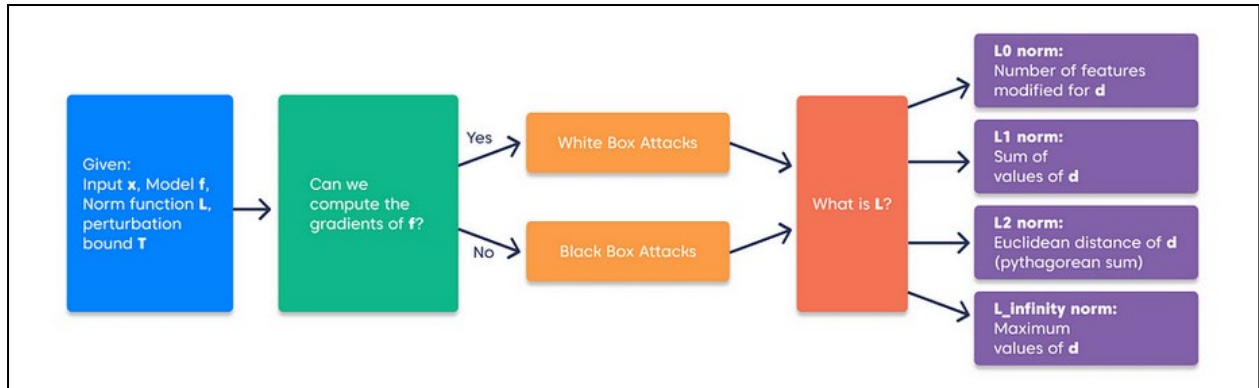 Given:
Input x, Model f,
Norm function L,
perturbation
bound T
Can we
compute the
gradients of f?
Yes
No
White Box Attacks
Black Box Attacks
What is L?
L0 norm:
Number of features
modified for d
L1 norm:
Sum of
values of d
L2 norm:
Euclidean distance of d
(pythagorean sum)
L_infinity norm:
Maximum
values of d